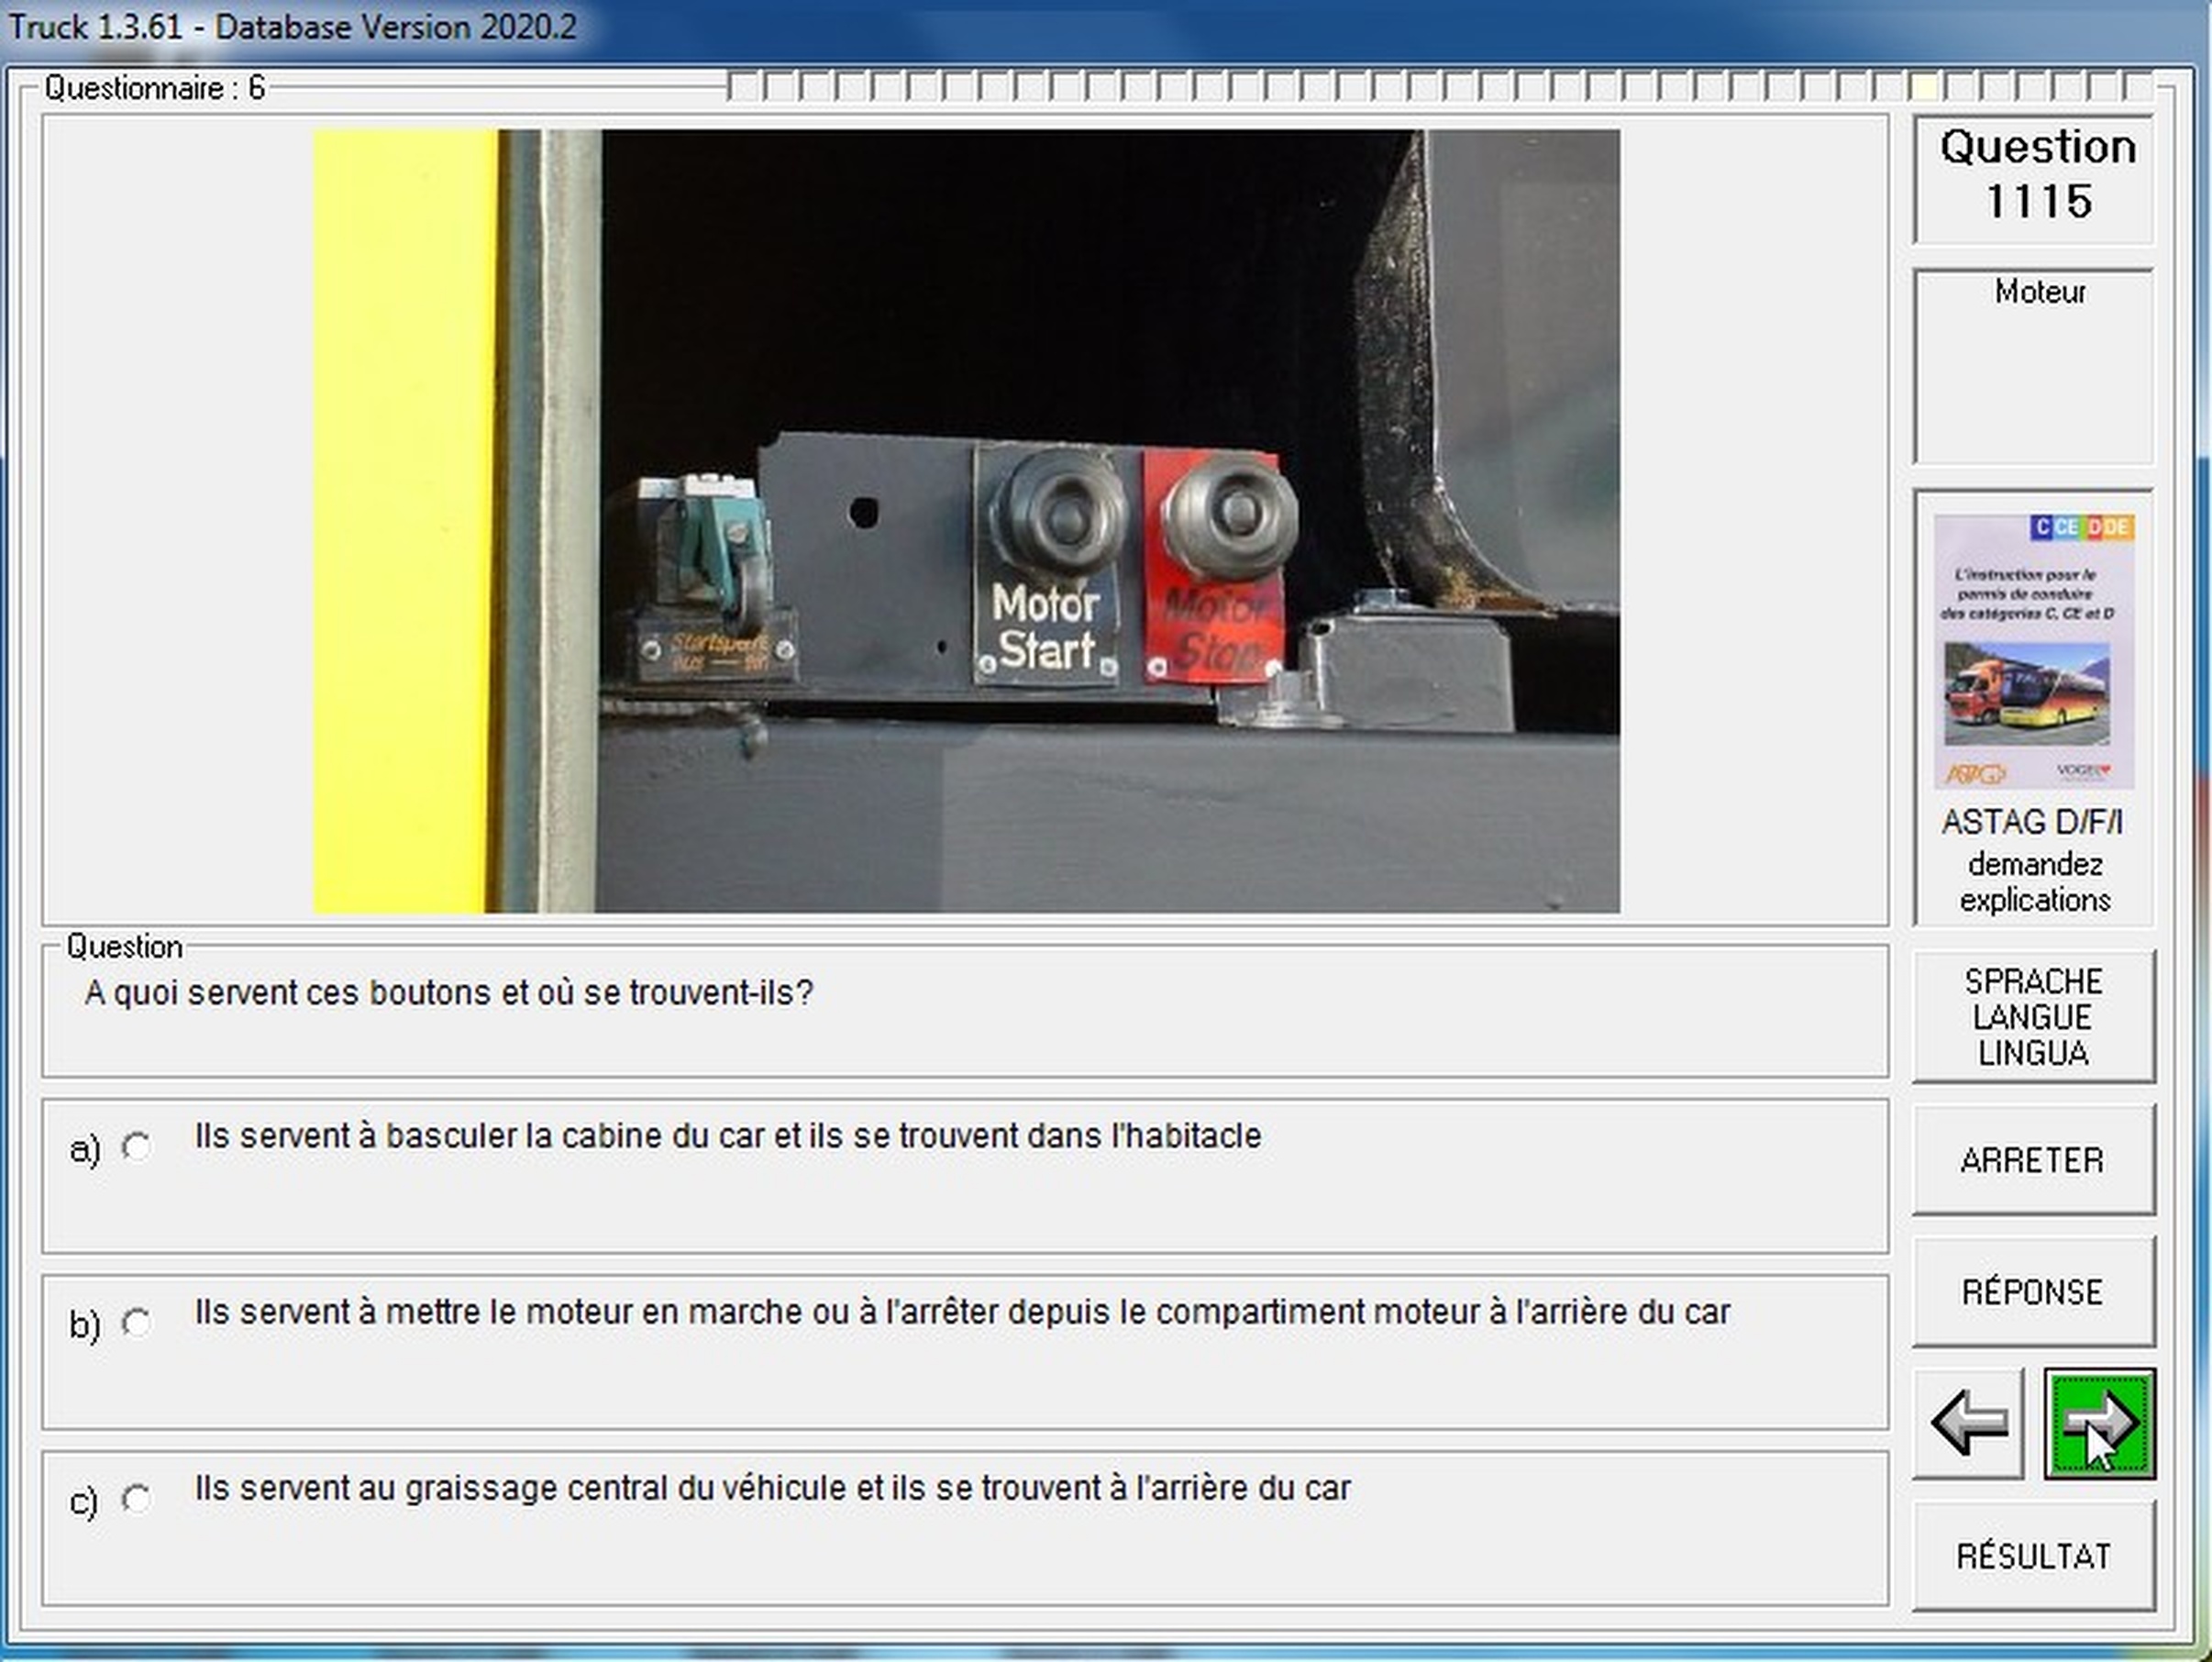 Truck 1.3.61 - Database Version 2020.2
Questionnaire : 6
Question
1115
Moteur
Motor
Start
Motor
Stop
Startsperre
C CE D DE
L'instruction pour le
permis de conduire
des catégories C, CE et D
ASTAG
VOGEL
ASTAG D/F/I
demandez
explications
Question
A quoi servent ces boutons et où se trouvent-ils?
a) Ils servent à basculer la cabine du car et ils se trouvent dans l'habitacle
b) Ils servent à mettre le moteur en marche ou à l'arrêter depuis le compartiment moteur à l'arrière du car
c) Ils servent au graissage central du véhicule et ils se trouvent à l'arrière du car
SPRACHE
LANGUE
LINGUA
ARRETER
RÉPONSE
RÉSULTAT